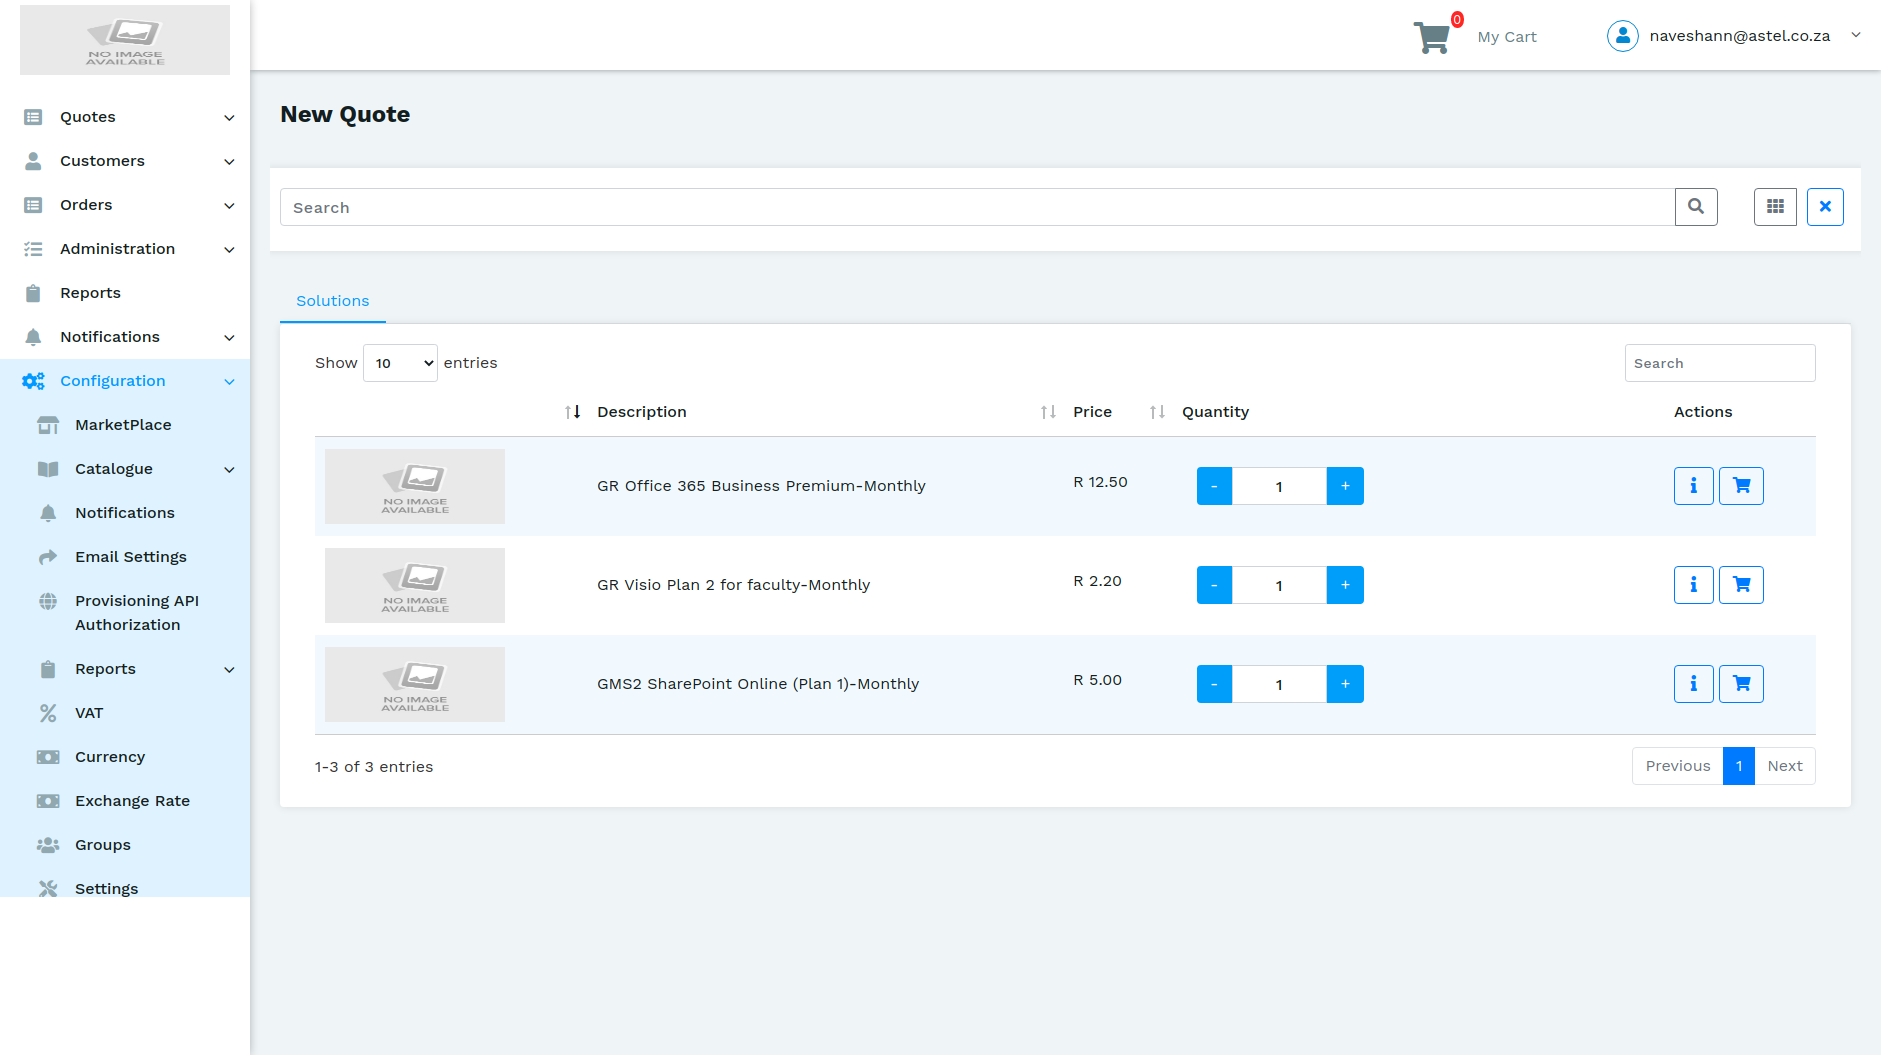 NO IMAGE
AVAILABLE
0
My Cart
naveshann@astel.co.za
Quotes
Customers
Orders
Administration
Reports
Notifications
Configuration
MarketPlace
Catalogue
Notifications
Email Settings
Provisioning API
Authorization
Reports
VAT
Currency
Exchange Rate
Groups
Settings
New Quote
Search
Solutions
Show 10 entries
Search
Description Price Quantity Actions
NO IMAGE
AVAILABLE
GR Office 365 Business Premium-Monthly R 12.50 - 1 +
NO IMAGE
AVAILABLE
GR Visio Plan 2 for faculty-Monthly R 2.20 - 1 +
NO IMAGE
AVAILABLE
GMS2 SharePoint Online (Plan 1)-Monthly R 5.00 - 1 +
1-3 of 3 entries
Previous 1 Next